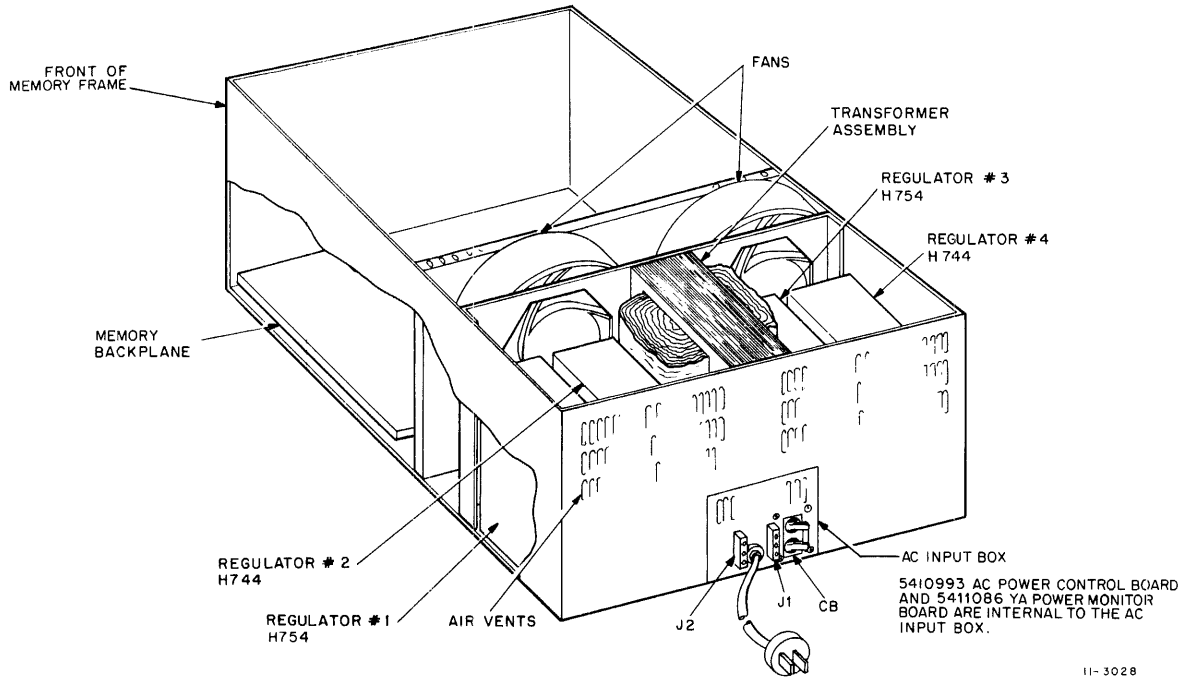 FRONT OF
MEMORY FRAME
FANS
TRANSFORMER
ASSEMBLY
REGULATOR #3
H754
REGULATOR #4
H744
MEMORY
BACKPLANE
REGULATOR #2
H744
REGULATOR #1
H754
AIR VENTS
J2
J1
CB
AC INPUT BOX
5410993 AC POWER CONTROL BOARD
AND 5411086 YA POWER MONITOR
BOARD ARE INTERNAL TO THE AC
INPUT BOX.
11-3028